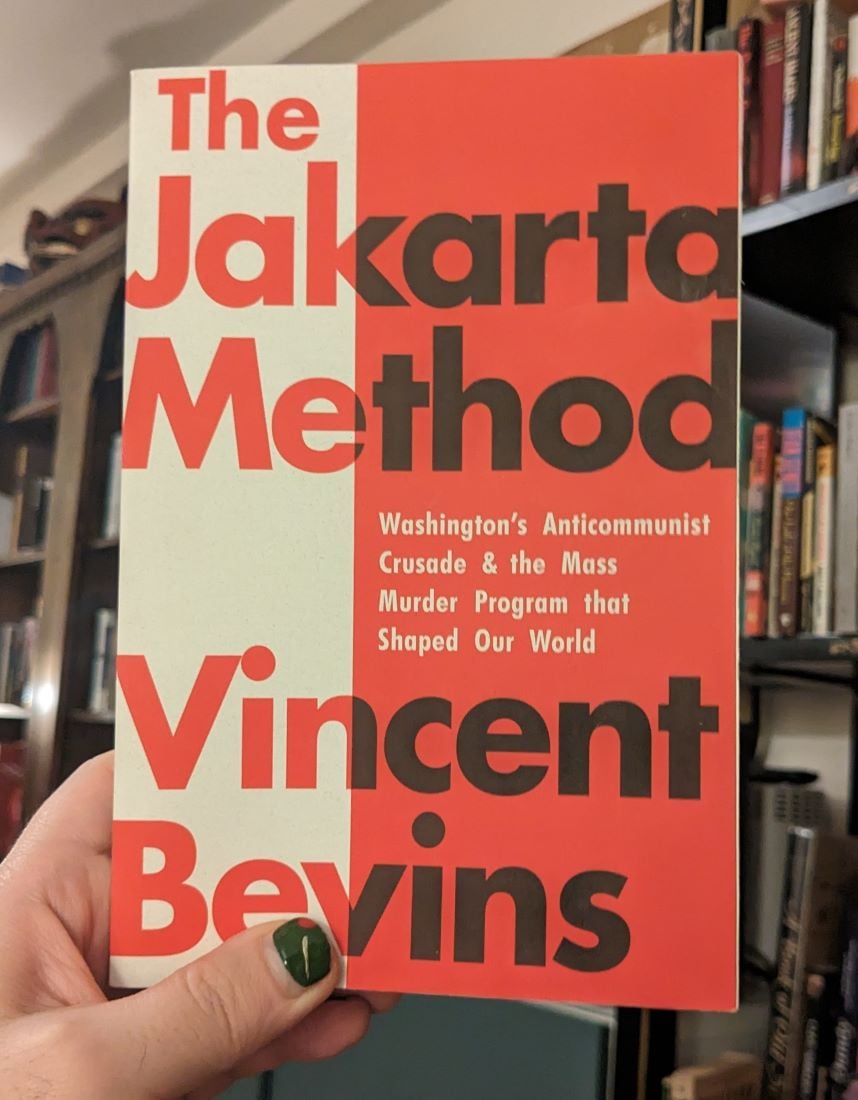 The
Jakarta
Method
Washington's Anticommunist
Crusade & the Mass
Murder Program that
Shaped Our World
Vincent
Bevins